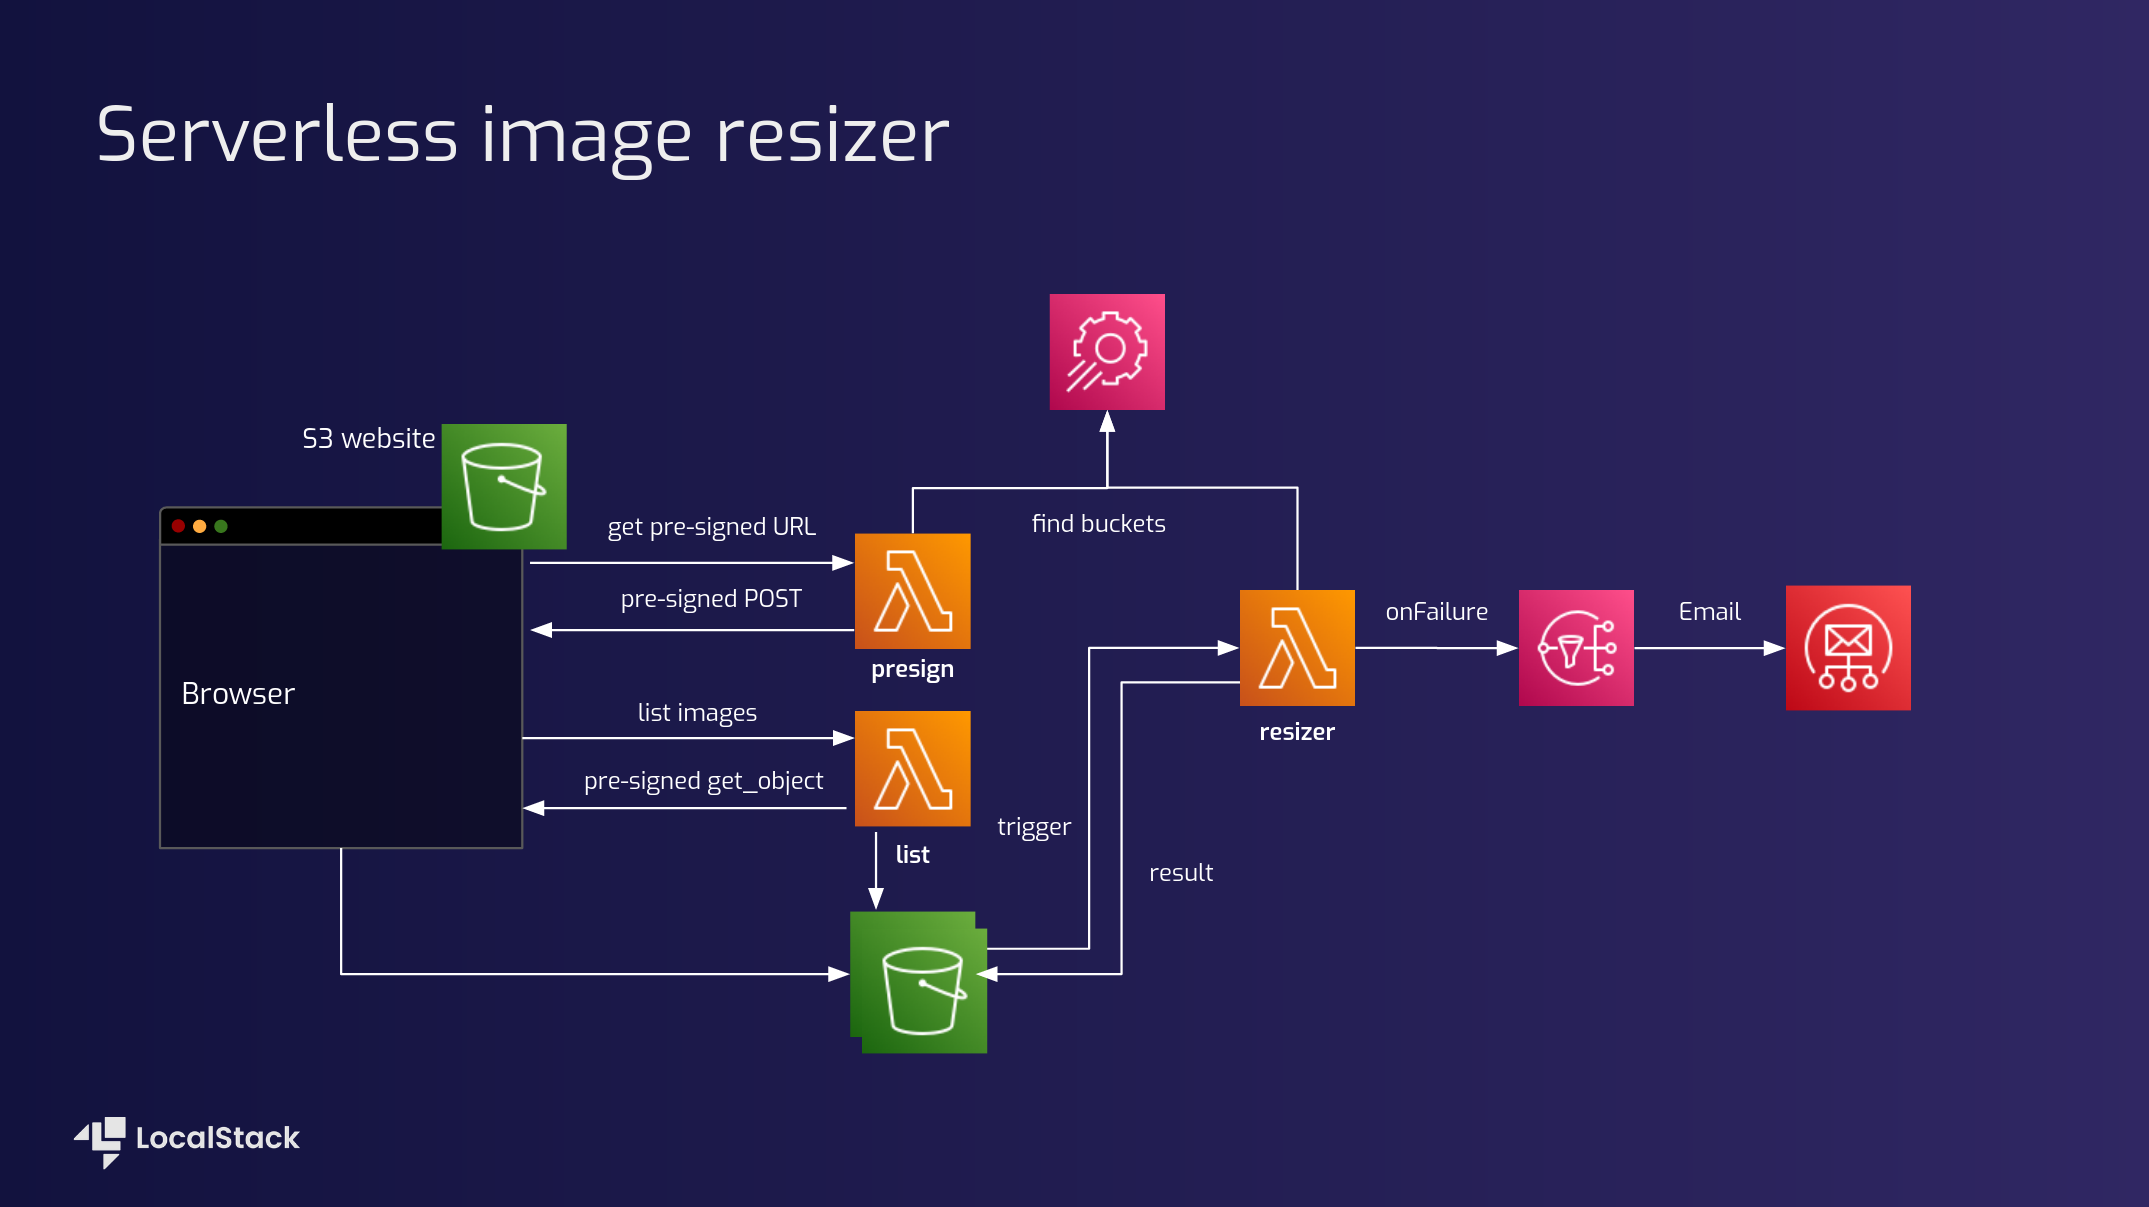 Serverless image resizer
S3 website
get pre-signed URL
find buckets
pre-signed POST
onFailure
Email
presign
Browser
list images
resizer
pre-signed get_object
trigger
list
result
LocalStack